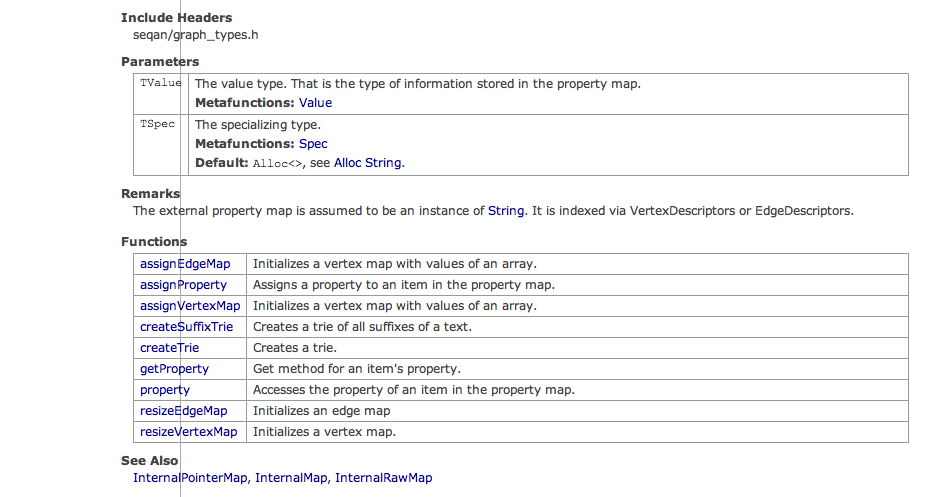 Include Headers
seqan/graph_types.h
Parameters
TValue The value type. That is the type of information stored in the property map.
Metafunctions: Value
TSpec The specializing type.
Metafunctions: Spec
Default: Alloc<>, see Alloc String.
Remarks
The external property map is assumed to be an instance of String. It is indexed via VertexDescriptors or EdgeDescriptors.
Functions
assignEdgeMap Initializes a vertex map with values of an array.
assignProperty Assigns a property to an item in the property map.
assignVertexMap Initializes a vertex map with values of an array.
createSuffixTrie Creates a trie of all suffixes of a text.
createTrie Creates a trie.
getProperty Get method for an item's property.
property Accesses the property of an item in the property map.
resizeEdgeMap Initializes an edge map
resizeVertexMap Initializes a vertex map.
See Also
InternalPointerMap, InternalMap, InternalRawMap